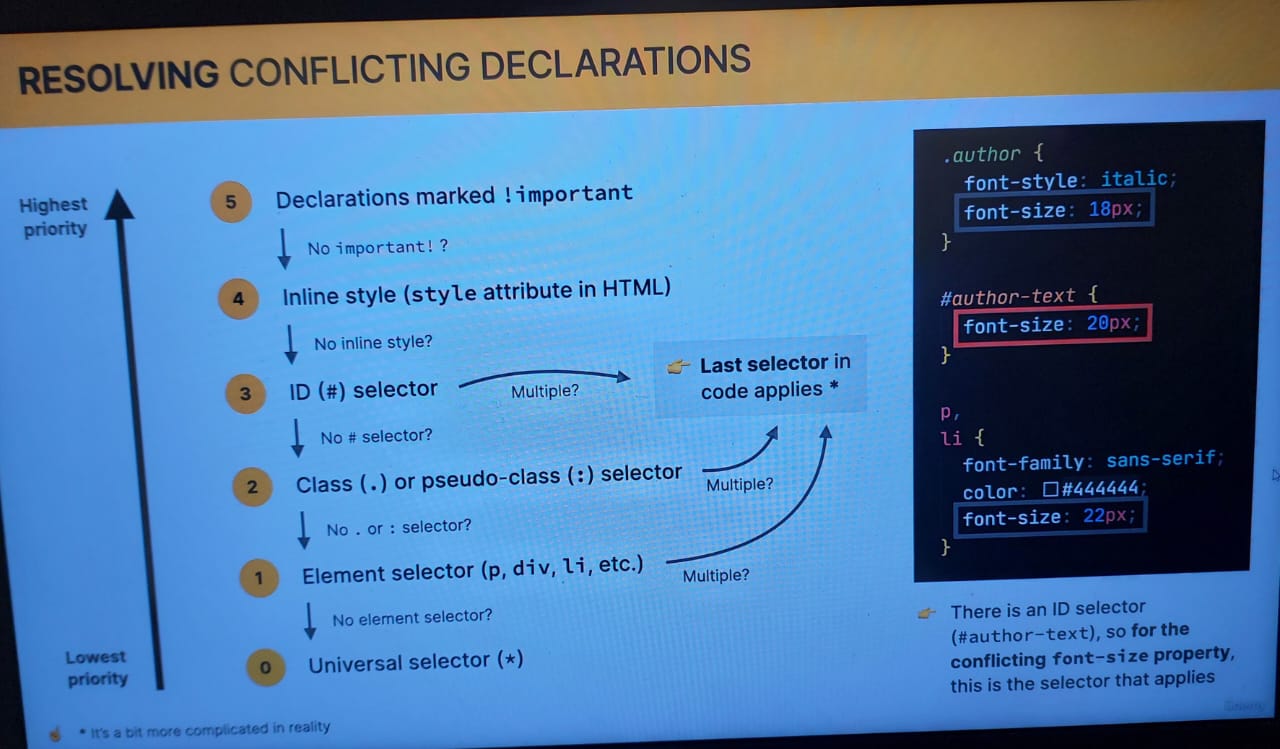 RESOLVING CONFLICTING DECLARATIONS
Highest
priority
5
Declarations marked !important
No important! ?
4
Inline style (style attribute in HTML)
No inline style?
3
ID (#) selector
Multiple?
👉 Last selector in
code applies *
No # selector?
2
Class (.) or pseudo-class (:) selector
Multiple?
No . or : selector?
1
Element selector (p, div, li, etc.)
Multiple?
No element selector?
0
Universal selector (*)
Lowest
priority
☝️ * It's a bit more complicated in reality
.author {
font-style: italic;
font-size: 18px;
}
#author-text {
font-size: 20px;
}
p,
li {
font-family: sans-serif;
color: #444444;
font-size: 22px;
}
👉 There is an ID selector
(#author-text), so for the
conflicting font-size property,
this is the selector that applies